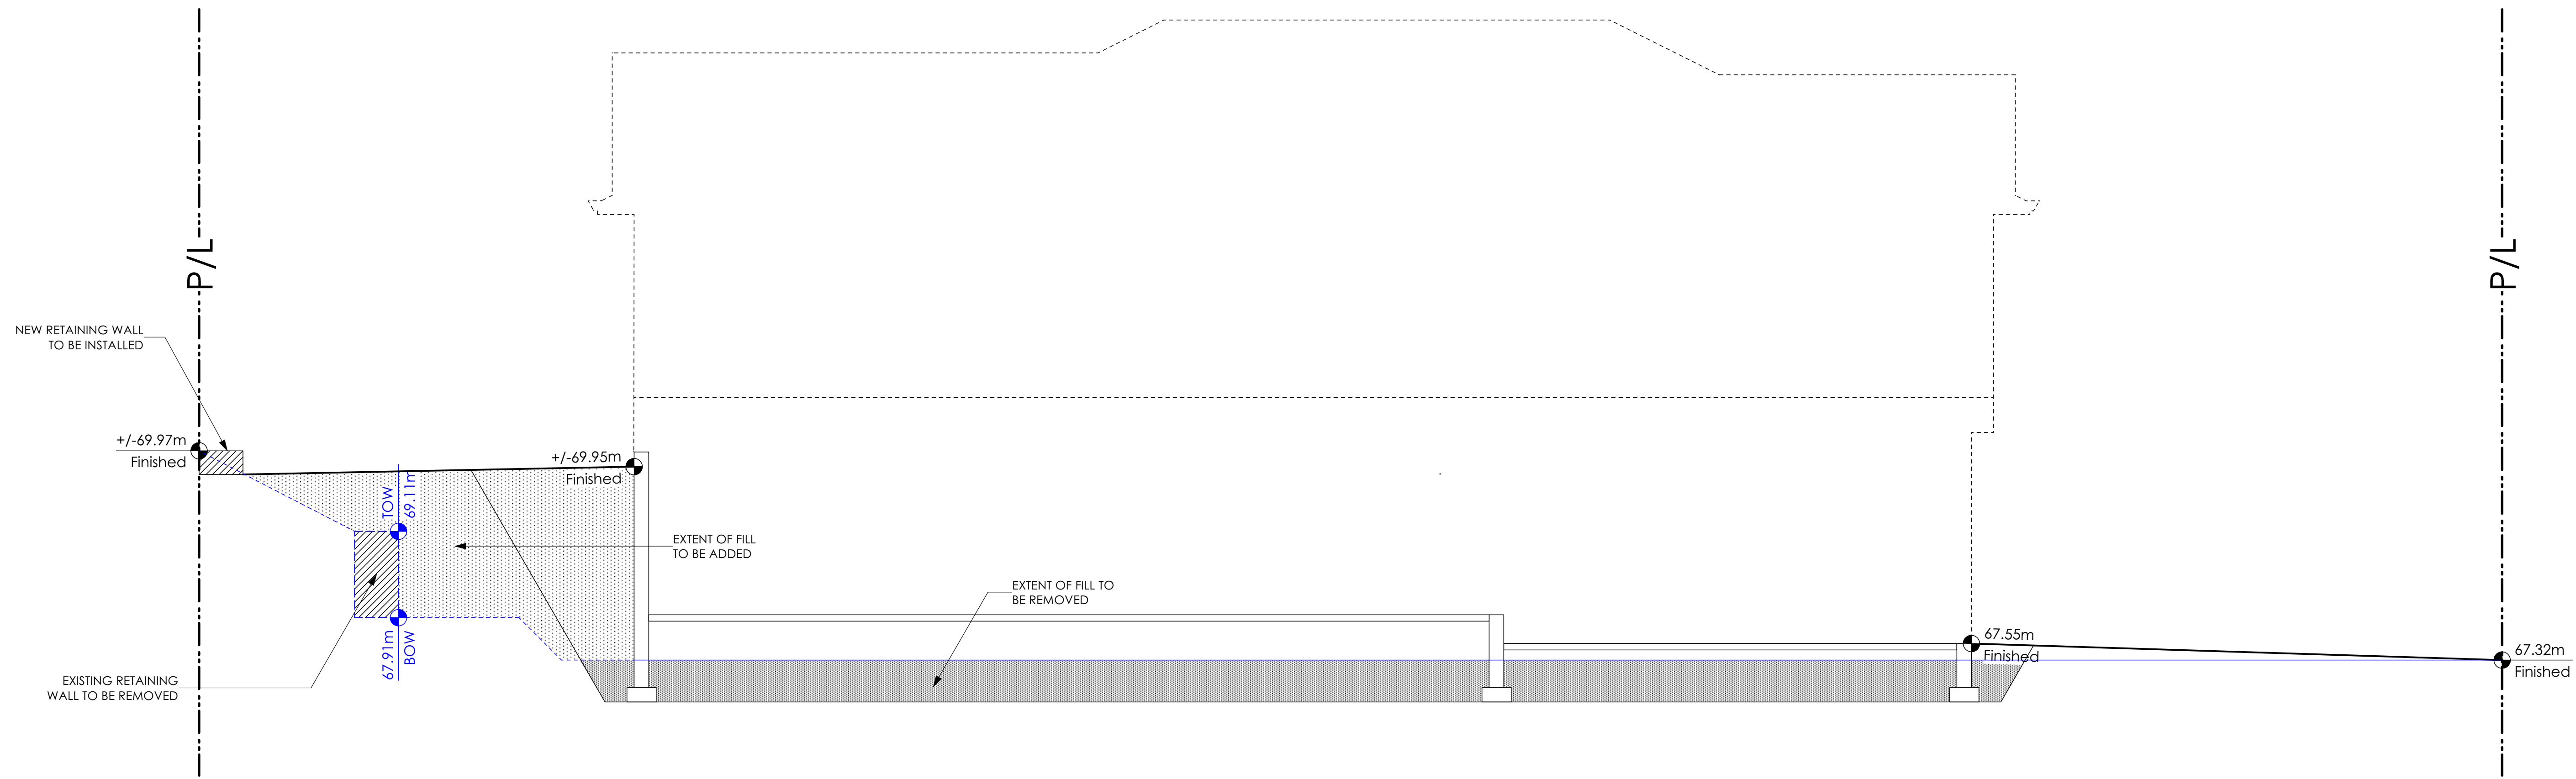 P/L
P/L
NEW RETAINING WALL
TO BE INSTALLED
+/-69.97m
Finished
+/-69.95m
Finished
TOW
69.11m
EXTENT OF FILL
TO BE ADDED
EXTENT OF FILL TO
BE REMOVED
67.91m
BOW
67.55m
Finished
67.32m
Finished
EXISTING RETAINING
WALL TO BE REMOVED